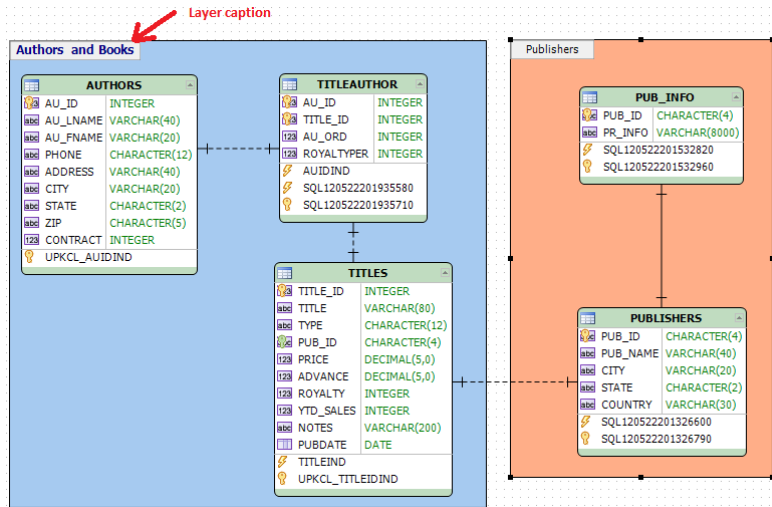 Layer caption
Authors and Books
Publishers
AUTHORS
AU_ID INTEGER
AU_LNAME VARCHAR(40)
AU_FNAME VARCHAR(20)
PHONE CHARACTER(12)
ADDRESS VARCHAR(40)
CITY VARCHAR(20)
STATE CHARACTER(2)
ZIP CHARACTER(5)
CONTRACT INTEGER
UPKCL_AUIDIND
TITLEAUTHOR
AU_ID INTEGER
TITLE_ID INTEGER
AU_ORD INTEGER
ROYALTYPER INTEGER
AUIDIND
SQL120522201935580
SQL120522201935710
PUB_INFO
PUB_ID CHARACTER(4)
PR_INFO VARCHAR(8000)
SQL120522201532820
SQL120522201532960
TITLES
TITLE_ID INTEGER
TITLE VARCHAR(80)
TYPE CHARACTER(12)
PUB_ID CHARACTER(4)
PRICE DECIMAL(5,0)
ADVANCE DECIMAL(5,0)
ROYALTY INTEGER
YTD_SALES INTEGER
NOTES VARCHAR(200)
PUBDATE DATE
TITLEIND
UPKCL_TITLEIDIND
PUBLISHERS
PUB_ID CHARACTER(4)
PUB_NAME VARCHAR(40)
CITY VARCHAR(20)
STATE CHARACTER(2)
COUNTRY VARCHAR(30)
SQL120522201326600
SQL120522201326790